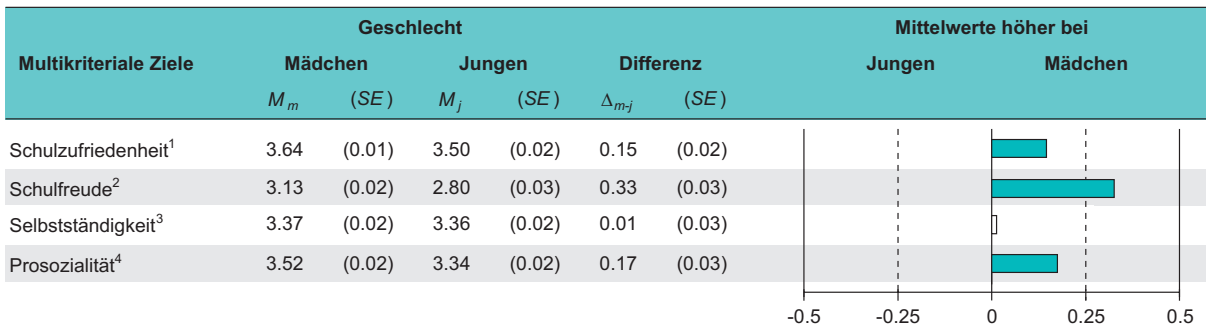 Geschlecht Mittelwerte höher bei
Multikriteriale Ziele Mädchen Jungen Differenz Jungen Mädchen
M m (SE) M j (SE) Δ m-j (SE)
Schulzufriedenheit1 3.64 (0.01) 3.50 (0.02) 0.15 (0.02)
Schulfreude2 3.13 (0.02) 2.80 (0.03) 0.33 (0.03)
Selbstständigkeit3 3.37 (0.02) 3.36 (0.02) 0.01 (0.03)
Prosozialität4 3.52 (0.02) 3.34 (0.02) 0.17 (0.03)
-0.5 -0.25 0 0.25 0.5